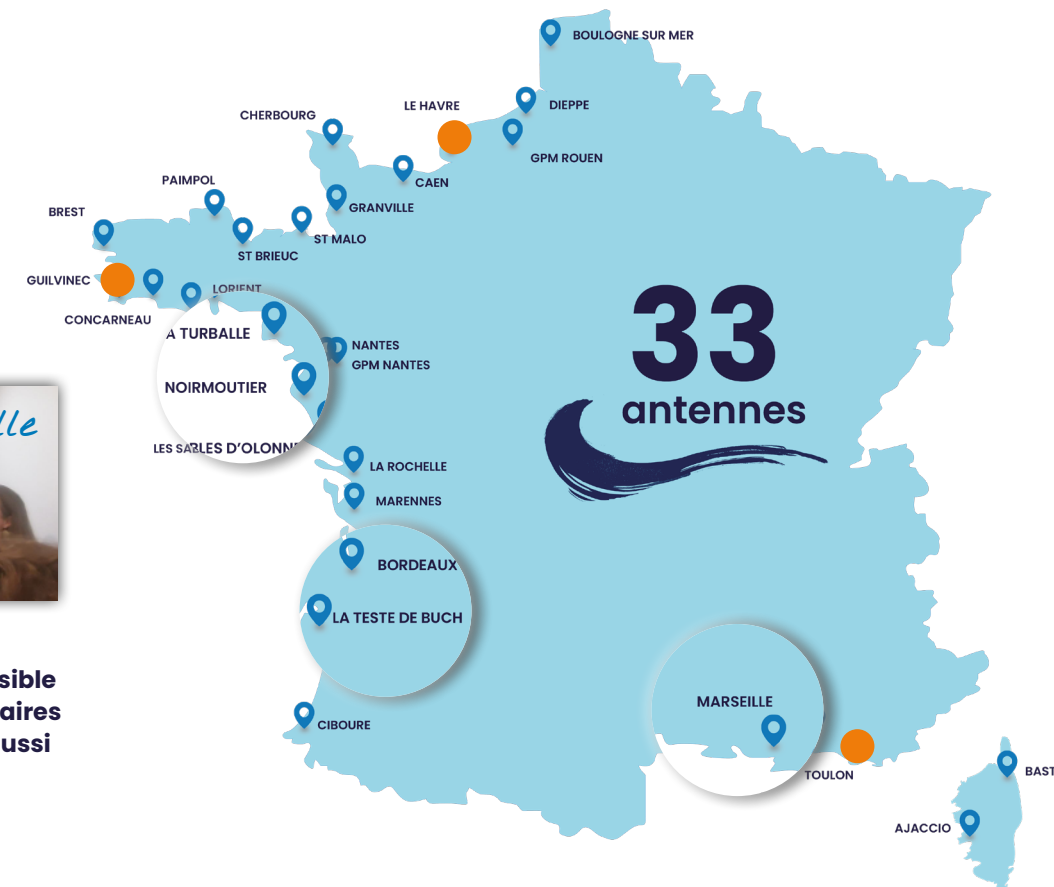 BOULOGNE SUR MER
DIEPPE
LE HAVRE
GPM ROUEN
CHERBOURG
CAEN
PAIMPOL
GRANVILLE
BREST
ST MALO
ST BRIEUC
GUILVINEC
LORIENT
CONCARNEAU
A TURBALLE
NANTES
GPM NANTES
NOIRMOUTIER
LES SABLES D'OLONN
33
antennes
LA ROCHELLE
MARENNES
BORDEAUX
LA TESTE DE BUCH
CIBOURE
MARSEILLE
TOULON
BAST
AJACCIO
lle
sible
aires
ussi